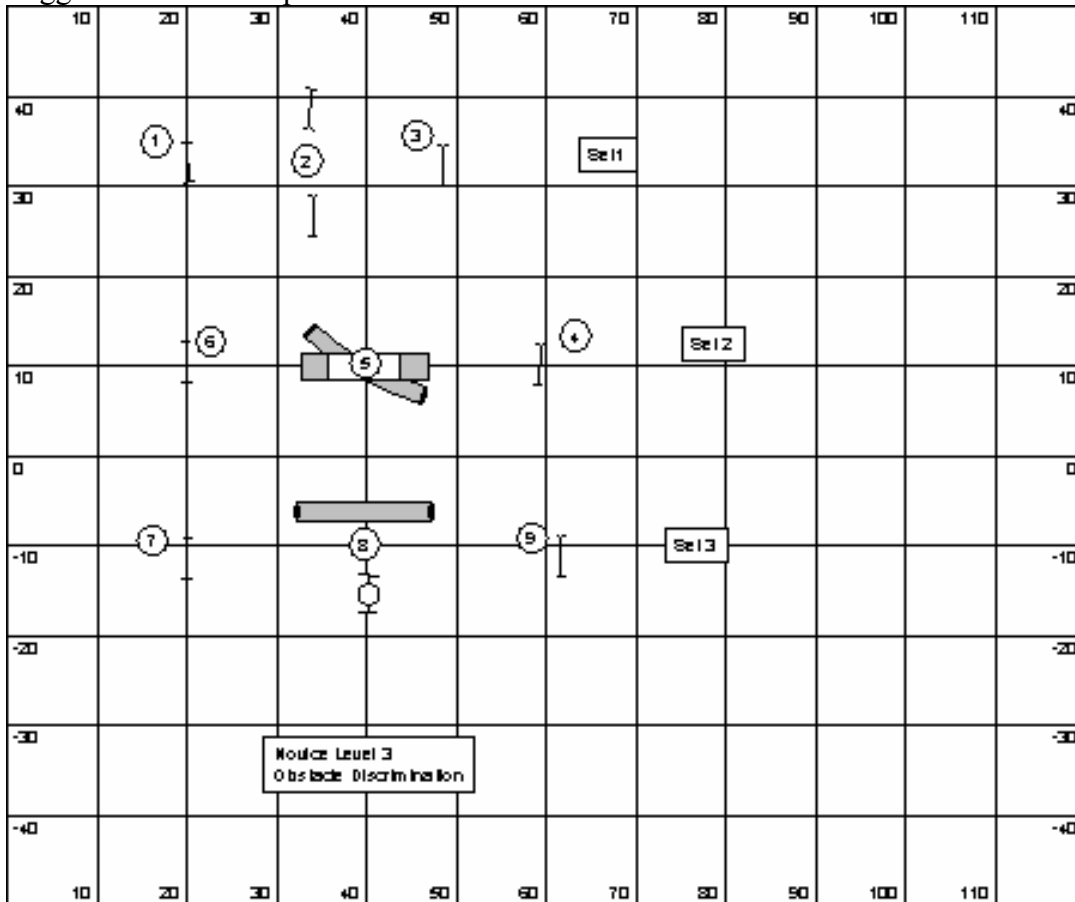 10 20 30 40 50 60 70 80 90 100 110
40 40
1 2 3 Set 1
30 30
20 20
6 5 4 Set 2
10 10
0 0
7 8 9 Set 3
-10 -10
-20 -20
-30 -30
Novice Level 3
Obstacle Discrimination
-40 -40
10 20 30 40 50 60 70 80 90 100 110